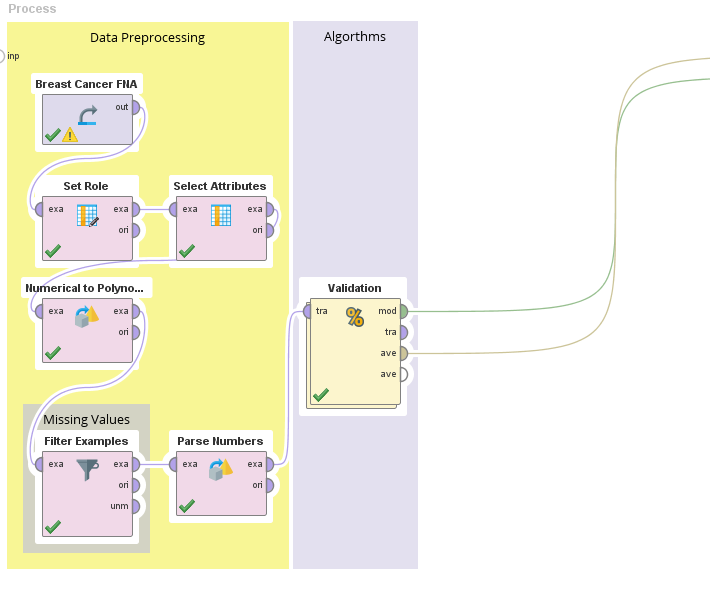 Process
Data Preprocessing
Algorthms
inp
Breast Cancer FNA
out
Set Role
exa exa
ori
Select Attributes
exa exa
ori
Numerical to Polyno...
exa exa
ori
Validation
tra mod
tra
ave
ave
Missing Values
Filter Examples
exa exa
ori
unm
Parse Numbers
exa exa
ori